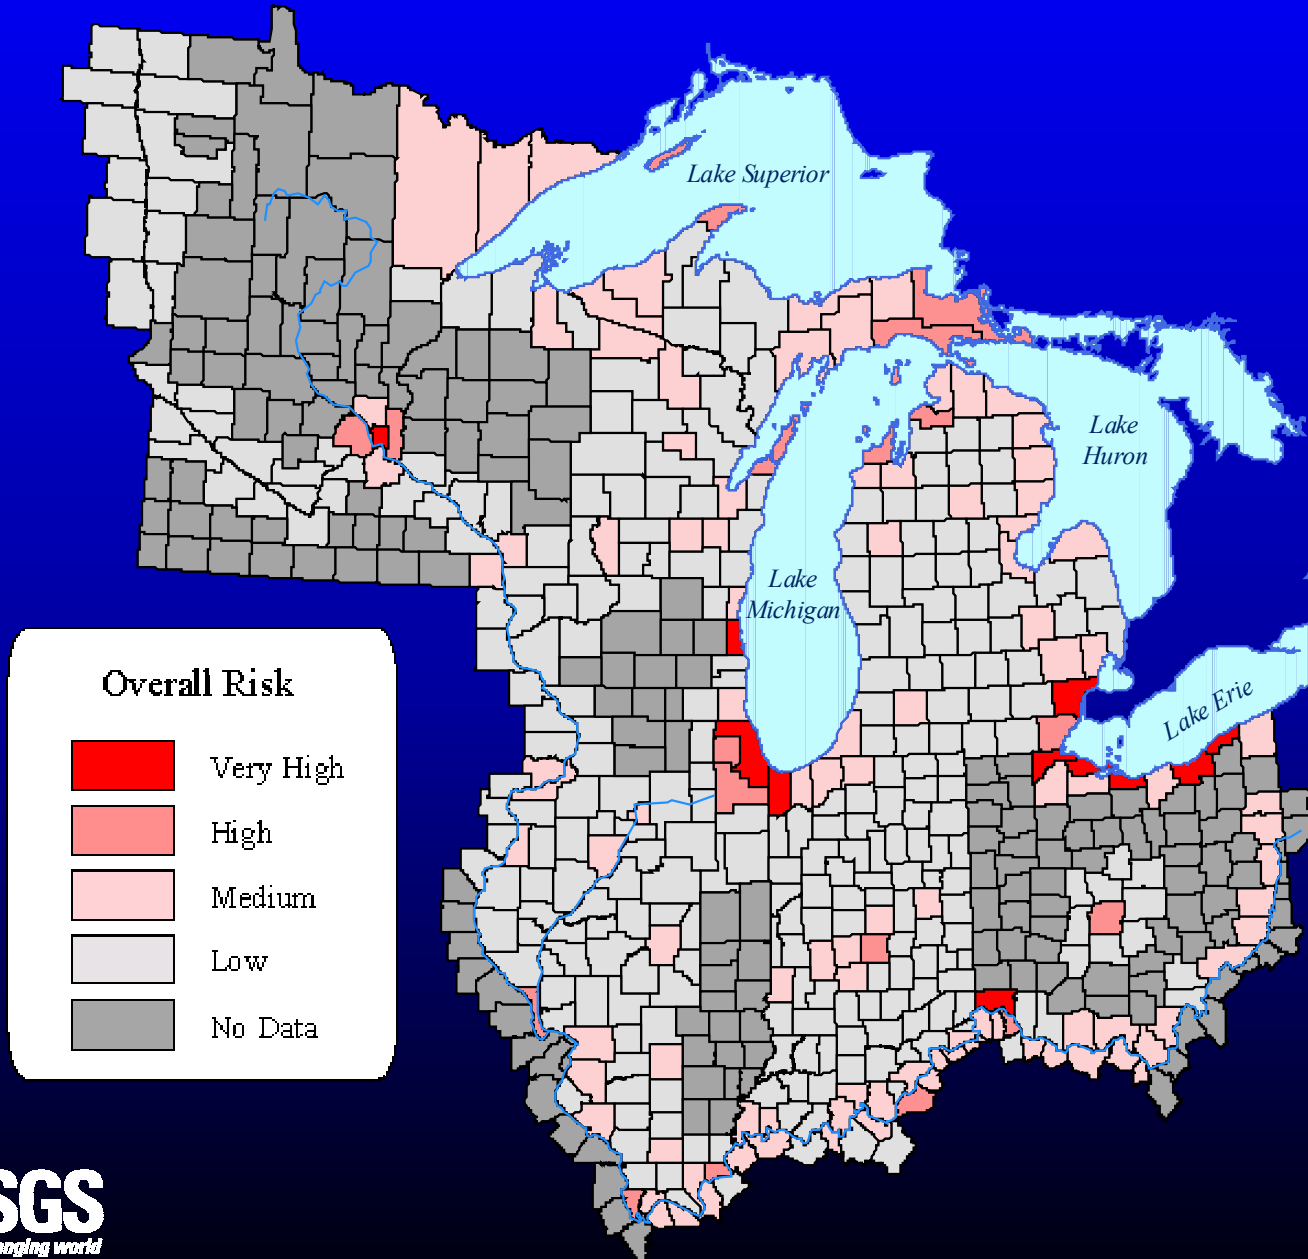 Lake Superior
Lake
Huron
Lake
Michigan
Lake Erie
Overall Risk
Very High
High
Medium
Low
No Data
SGS
anging world